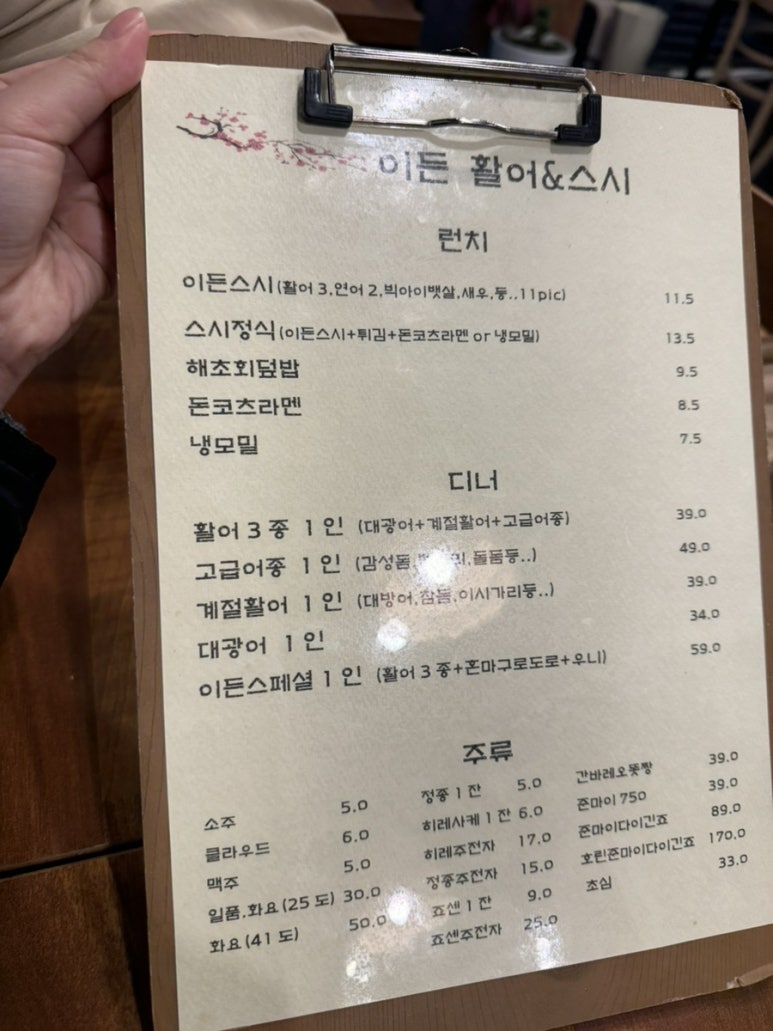 이든 활어&스시
런치
이든스시(활어 3,연어 2,빅아이뱃살,새우,등..11pic) 11.5
스시정식(이든스시+튀김+돈코츠라멘 or 냉모밀) 13.5
해초회덮밥 9.5
돈코츠라멘 8.5
냉모밀 7.5
디너
활어 3 종 1 인 (대광어+계절활어+고급어종) 39.0
고급어종 1 인 (감성돔, ,돌돔등..) 49.0
계절활어 1 인 (대방어,참돔,이시가리등..) 39.0
대광어 1 인 34.0
이든스페셜 1 인 (활어 3 종+혼마구로도로+우니) 59.0
주류
소주 5.0
클라우드 6.0
맥주 5.0
일품.화요(25 도) 30.0
화요(41 도) 50.0
정종 1 잔 5.0
히레사케 1 잔 6.0
히레주전자 17.0
정종주전자 15.0
죠센 1 잔 9.0
죠센주전자 25.0
간바레오뚯짱 39.0
준마이 750 39.0
준마이다이긴죠 89.0
호린준마이다이긴죠 170.0
초심 33.0